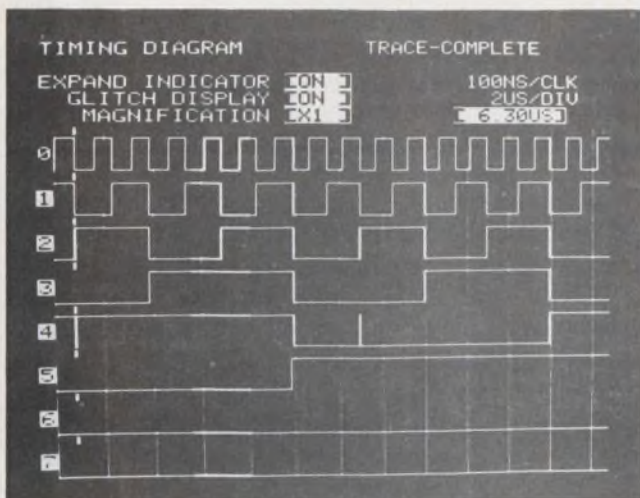 TIMING DIAGRAM TRACE-COMPLETE
EXPAND INDICATOR [ON ] 100NS/CLK
GLITCH DISPLAY [ON ] 2US/DIV
MAGNIFICATION [X1 ] [ 6.30US]
0
1
2
3
4
5
6
7